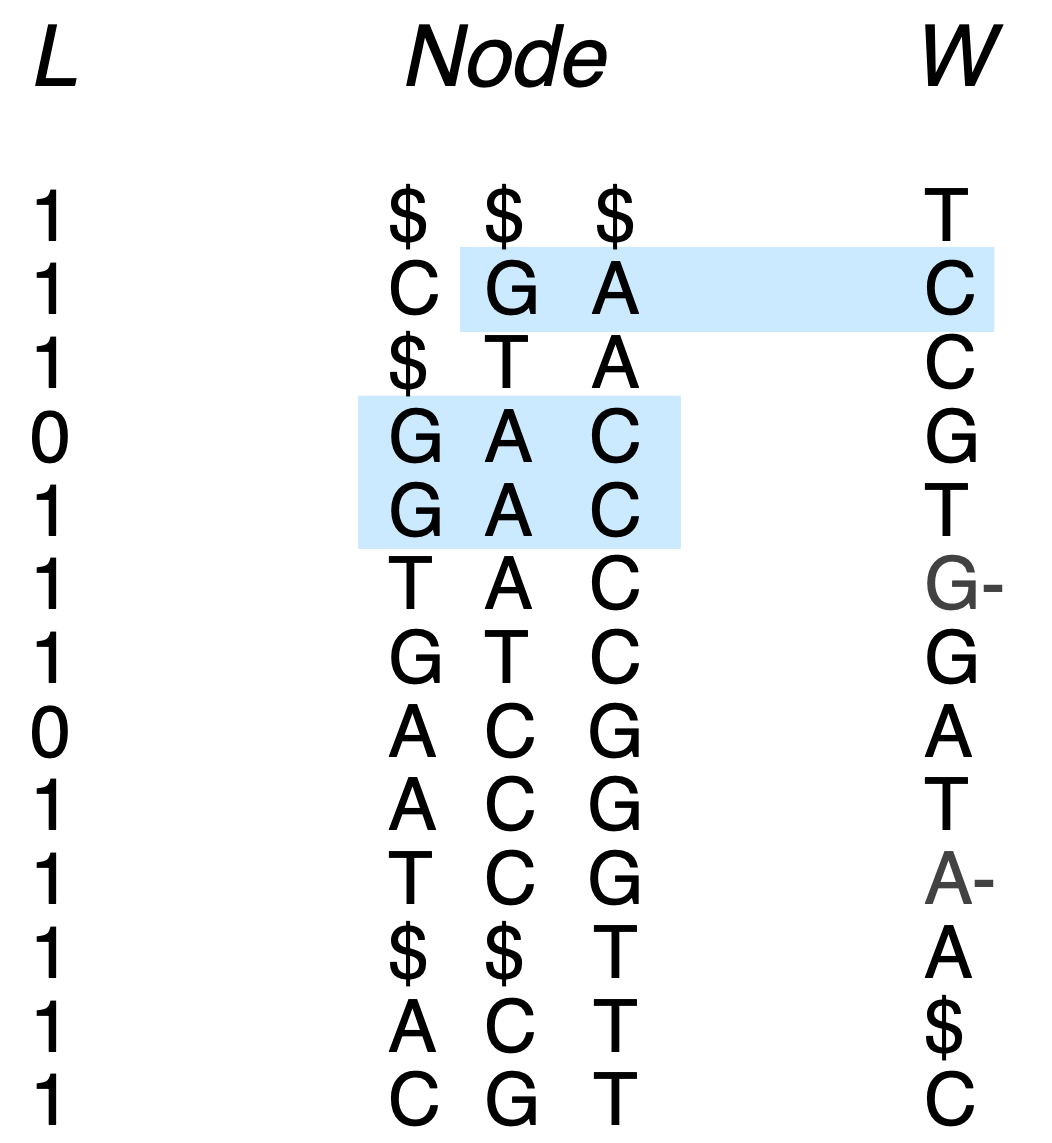 L Node W
1 $ $ $ T
1 C G A C
1 $ T A C
0 G A C G
1 G A C T
1 T A C G-
1 G T C G
0 A C G A
1 A C G T
1 T C G A-
1 $ $ T A
1 A C T $
1 C G T C